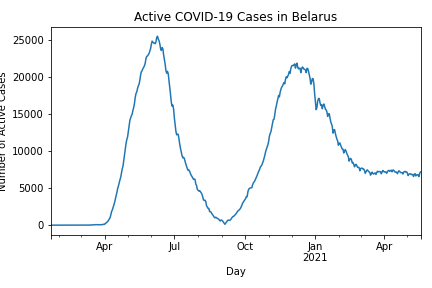 Active COVID-19 Cases in Belarus
Number of Active Cases
25000
20000
15000
10000
5000
0
Apr Jul Oct Jan Apr
2021
Day